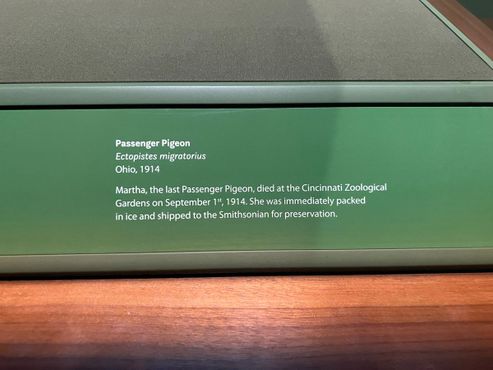 Passenger Pigeon
Ectopistes migratorius
Ohio, 1914
Martha, the last Passenger Pigeon, died at the Cincinnati Zoological
Gardens on September 1st, 1914. She was immediately packed
in ice and shipped to the Smithsonian for preservation.